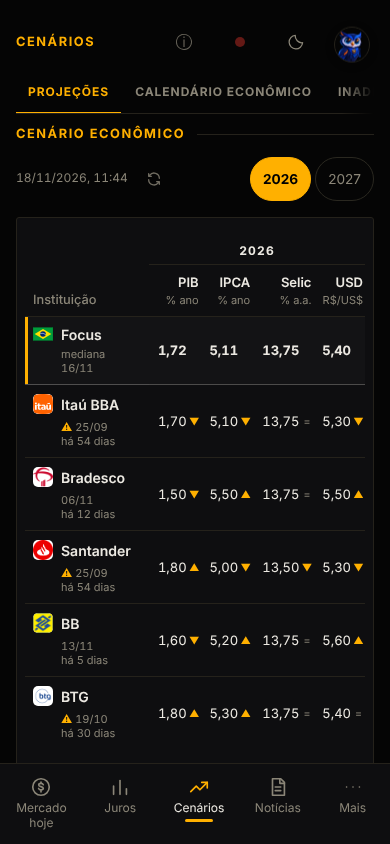 CENÁRIOS
PROJEÇÕES CALENDÁRIO ECONÔMICO INAD
CENÁRIO ECONÔMICO
18/11/2026, 11:44 2026 2027
2026
Instituição PIB IPCA Selic USD
% ano % ano % a.a. R$/US$
Focus
mediana
16/11
1,72 5,11 13,75 5,40
Itaú BBA
itaú
⚠ 25/09
há 54 dias
1,70 ▼ 5,10 ▼ 13,75 = 5,30 ▼
Bradesco
06/11
há 12 dias
1,50 ▼ 5,50 ▲ 13,75 = 5,50 ▲
Santander
⚠ 25/09
há 54 dias
1,80 ▲ 5,00 ▼ 13,50 ▼ 5,30 ▼
BB
13/11
há 5 dias
1,60 ▼ 5,20 ▲ 13,75 = 5,60 ▲
BTG
btg
⚠ 19/10
há 30 dias
1,80 ▲ 5,30 ▲ 13,75 = 5,40 =
Mercado hoje Juros Cenários Notícias Mais